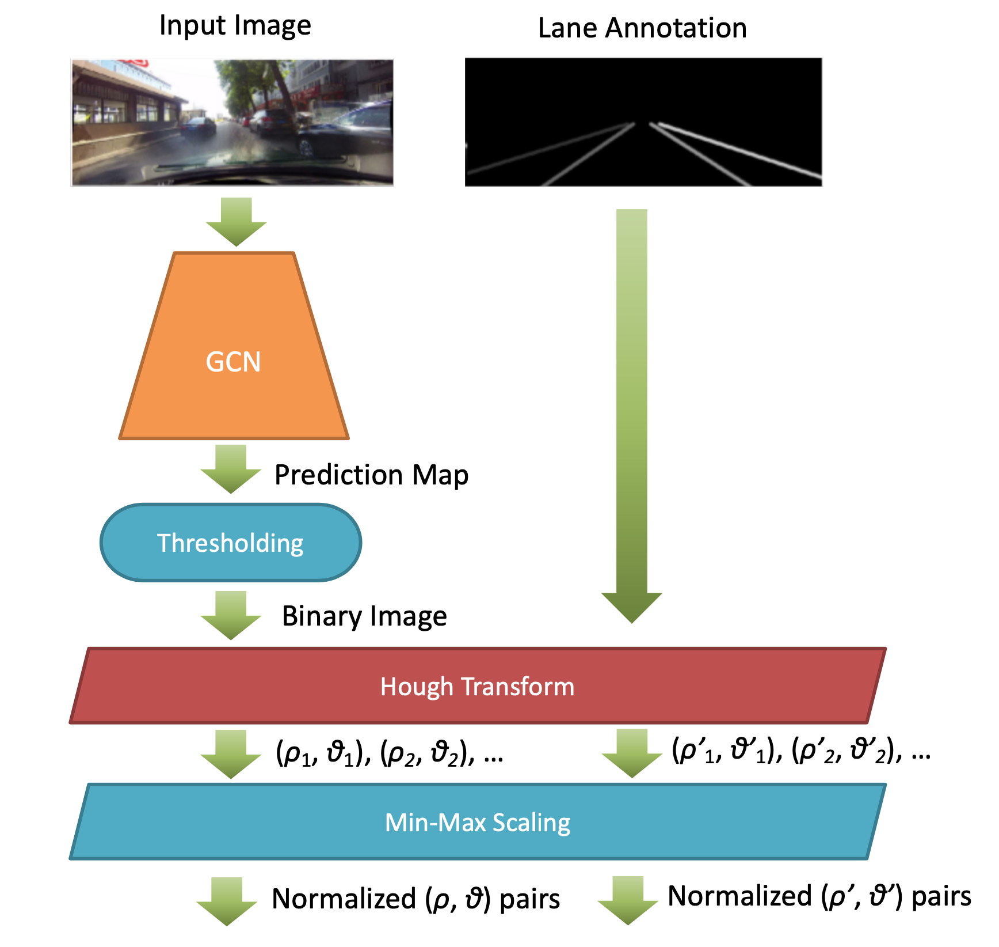 Input Image
Lane Annotation
GCN
Prediction Map
Thresholding
Binary Image
Hough Transform
(ρ1, ϑ1), (ρ2, ϑ2), ...
(ρ′1, ϑ′1), (ρ′2, ϑ′2), ...
Min-Max Scaling
Normalized (ρ, ϑ) pairs
Normalized (ρ′, ϑ′) pairs